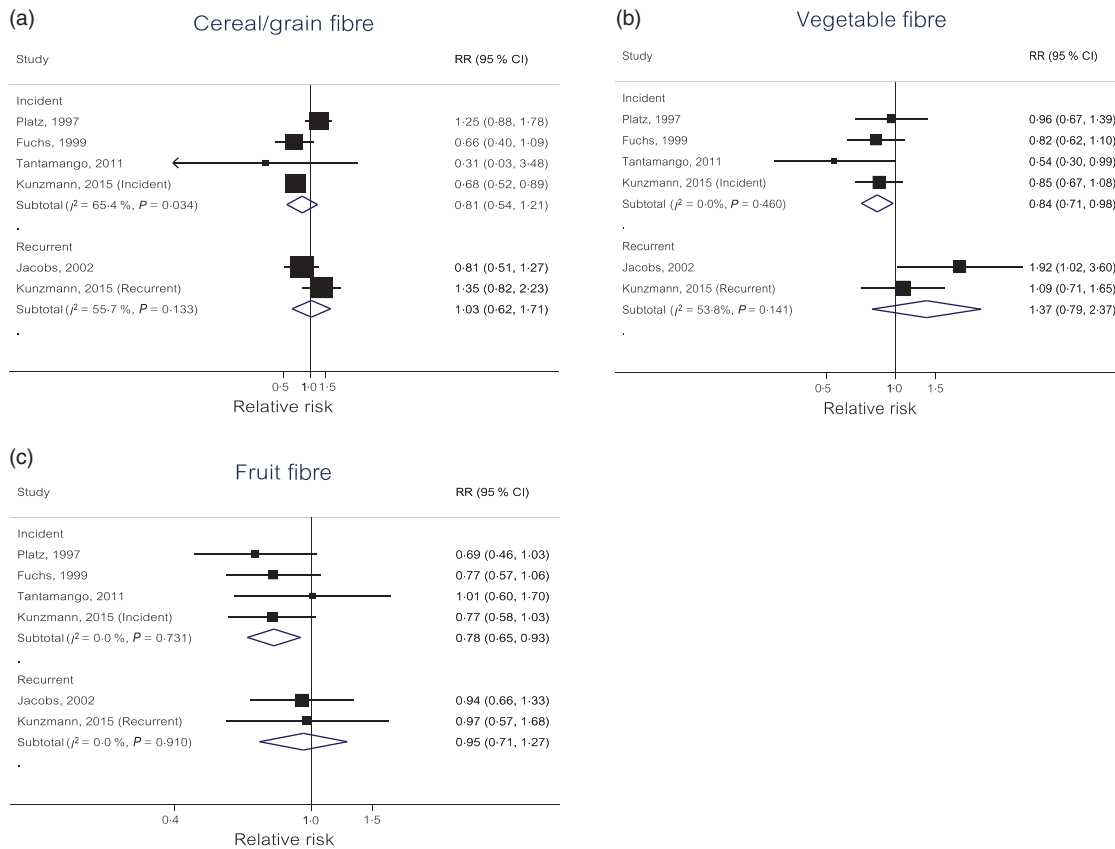 (a)
Cereal/grain fibre
Study RR (95 % CI)
Incident
Platz, 1997 1·25 (0·88, 1·78)
Fuchs, 1999 0·66 (0·40, 1·09)
Tantamango, 2011 0·31 (0·03, 3·48)
Kunzmann, 2015 (Incident) 0·68 (0·52, 0·89)
Subtotal (I² = 65·4 %, P = 0·034) 0·81 (0·54, 1·21)
.
Recurrent
Jacobs, 2002 0·81 (0·51, 1·27)
Kunzmann, 2015 (Recurrent) 1·35 (0·82, 2·23)
Subtotal (I² = 55·7 %, P = 0·133) 1·03 (0·62, 1·71)
.
0·5 1·0 1·5
Relative risk
(b)
Vegetable fibre
Study RR (95 % CI)
Incident
Platz, 1997 0·96 (0·67, 1·39)
Fuchs, 1999 0·82 (0·62, 1·10)
Tantamango, 2011 0·54 (0·30, 0·99)
Kunzmann, 2015 (Incident) 0·85 (0·67, 1·08)
Subtotal (I² = 0·0%, P = 0·460) 0·84 (0·71, 0·98)
.
Recurrent
Jacobs, 2002 1·92 (1·02, 3·60)
Kunzmann, 2015 (Recurrent) 1·09 (0·71, 1·65)
Subtotal (I² = 53·8%, P = 0·141) 1·37 (0·79, 2·37)
.
0·5 1·0 1·5
Relative risk
(c)
Fruit fibre
Study RR (95 % CI)
Incident
Platz, 1997 0·69 (0·46, 1·03)
Fuchs, 1999 0·77 (0·57, 1·06)
Tantamango, 2011 1·01 (0·60, 1·70)
Kunzmann, 2015 (Incident) 0·77 (0·58, 1·03)
Subtotal (I² = 0·0 %, P = 0·731) 0·78 (0·65, 0·93)
.
Recurrent
Jacobs, 2002 0·94 (0·66, 1·33)
Kunzmann, 2015 (Recurrent) 0·97 (0·57, 1·68)
Subtotal (I² = 0·0 %, P = 0·910) 0·95 (0·71, 1·27)
.
0·4 1·0 1·5
Relative risk